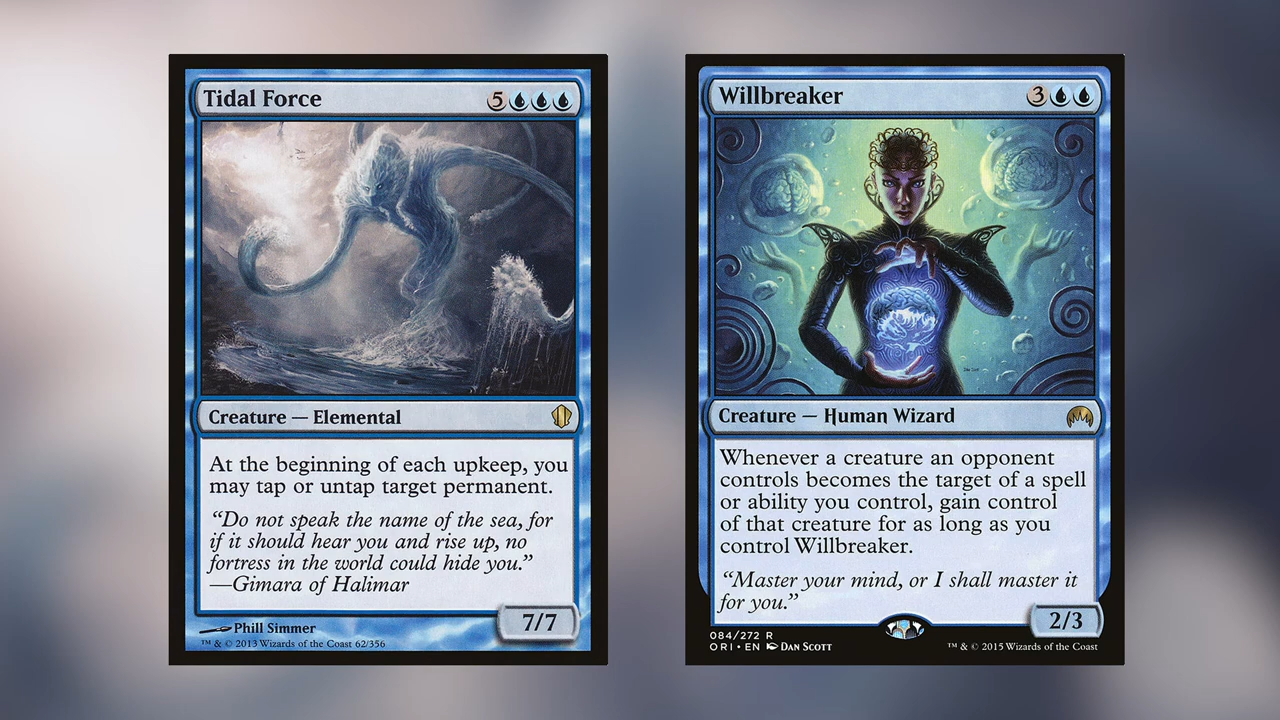 Tidal Force
5
Creature — Elemental
At the beginning of each upkeep, you
may tap or untap target permanent.
“Do not speak the name of the sea, for
if it should hear you and rise up, no
fortress in the world could hide you.”
—Gimara of Halimar
7/7
Phill Simmer
™ & © 2013 Wizards of the Coast 62/356
Willbreaker
3
Creature — Human Wizard
Whenever a creature an opponent
controls becomes the target of a spell
or ability you control, gain control
of that creature for as long as you
control Willbreaker.
“Master your mind, or I shall master it
for you.”
2/3
084/272 R
ORI • EN DAN SCOTT
™ & © 2015 Wizards of the Coast